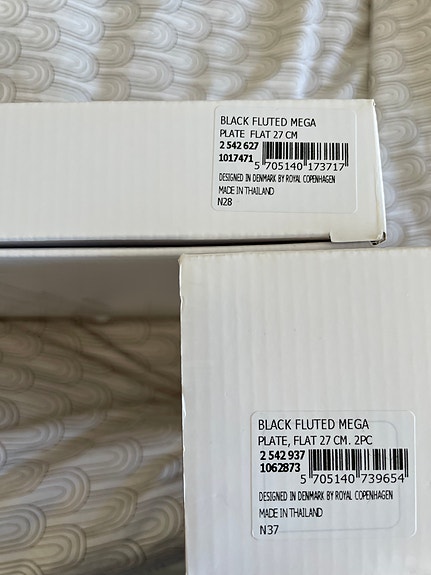 BLACK FLUTED MEGA
PLATE FLAT 27 CM
2 542 627
1017471
5 705140 173717
DESIGNED IN DENMARK BY ROYAL COPENHAGEN
MADE IN THAILAND
N28
BLACK FLUTED MEGA
PLATE, FLAT 27 CM. 2PC
2 542 937
1062873
5 705140 739654
DESIGNED IN DENMARK BY ROYAL COPENHAGEN
MADE IN THAILAND
N37